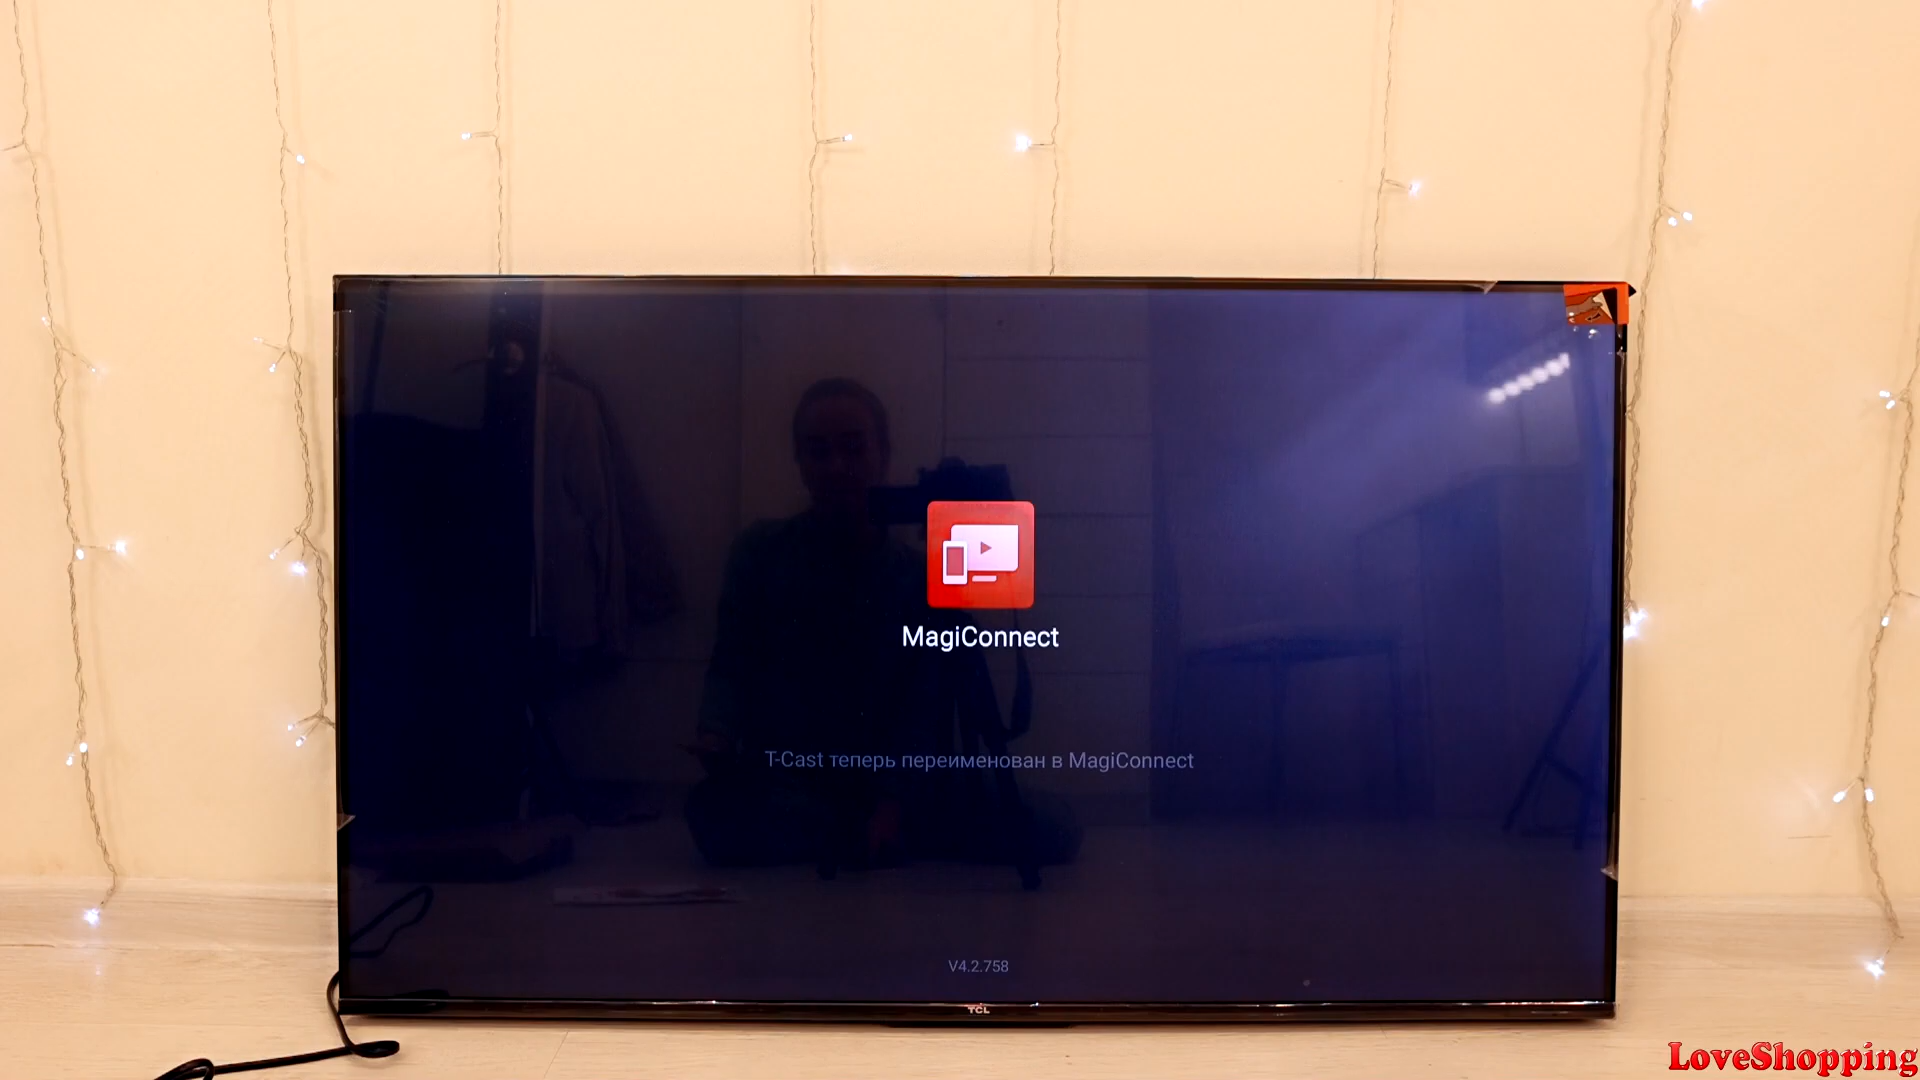 MagiConnect
T-Cast теперь переименован в MagiConnect
V4.2.758
TCL
LoveShopping